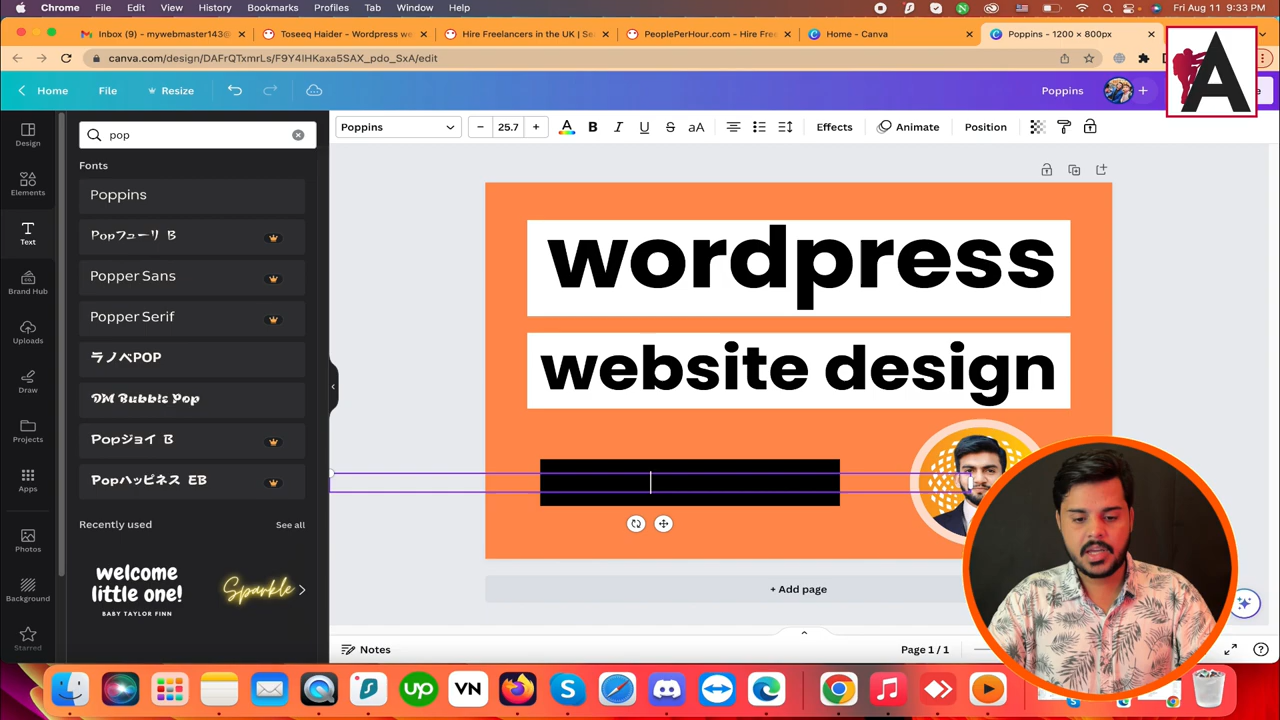 Chrome File Edit View History Bookmarks Profiles Tab Window Help
Fri Aug 11 9:33 PM
Inbox (9) - mywebmaster143@
Toseeq Haider - Wordpress we
Hire Freelancers in the UK | Se
PeoplePerHour.com - Hire Fre
Home - Canva
Poppins - 1200 × 800px
canva.com/design/DAFrQTxmrLs/F9Y4IHKaxa5SAX_pdo_SxA/edit
A
Home File Resize
Poppins
Design
Elements
Text
Brand Hub
Uploads
Draw
Projects
Apps
Photos
Background
Starred
pop
Fonts
Poppins
Popフューリ B
Popper Sans
Popper Serif
ラノベPOP
DM Bubbls Pop
Popジョイ B
Popハッピネス EB
Recently used See all
welcome
little one!
BABY TAYLOR FINN
Sparkle
Poppins 25.7 A B I U S aA Effects Animate Position
wordpress
website design
+ Add page
Notes
Page 1 / 1
up VN